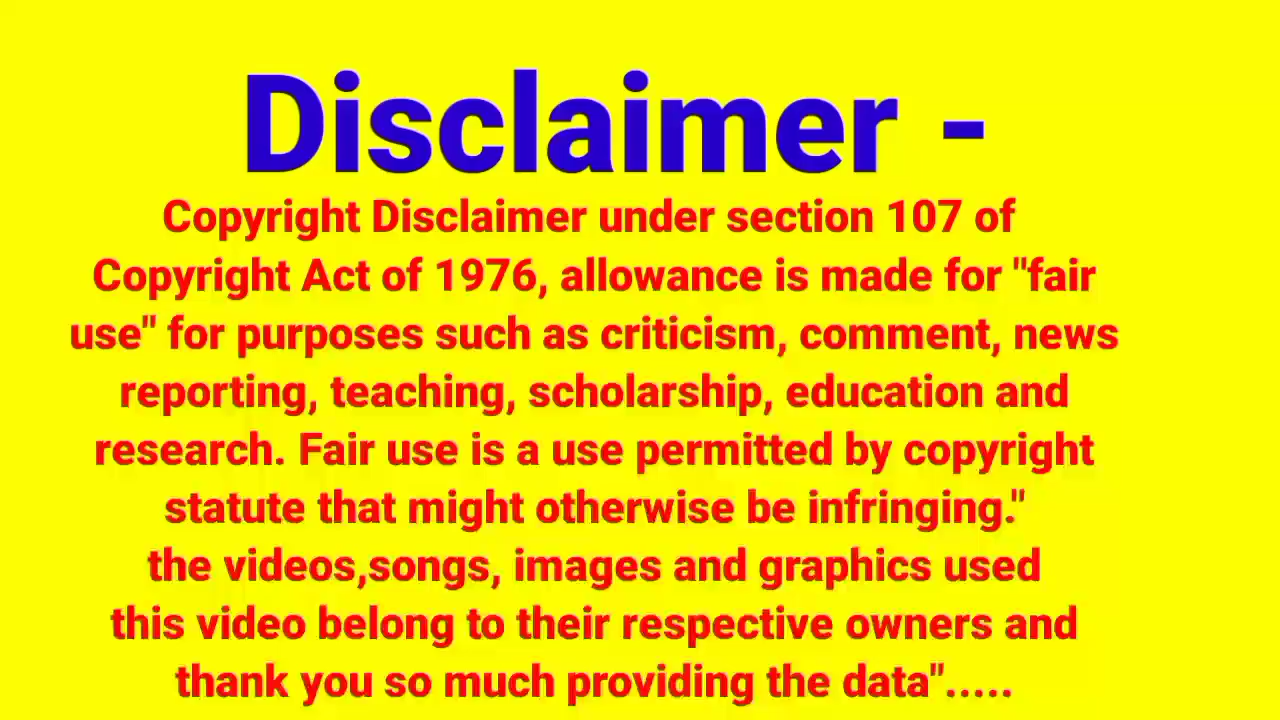 Disclaimer -
Copyright Disclaimer under section 107 of
Copyright Act of 1976, allowance is made for "fair
use" for purposes such as criticism, comment, news
reporting, teaching, scholarship, education and
research. Fair use is a use permitted by copyright
statute that might otherwise be infringing."
the videos,songs, images and graphics used
this video belong to their respective owners and
thank you so much providing the data".....